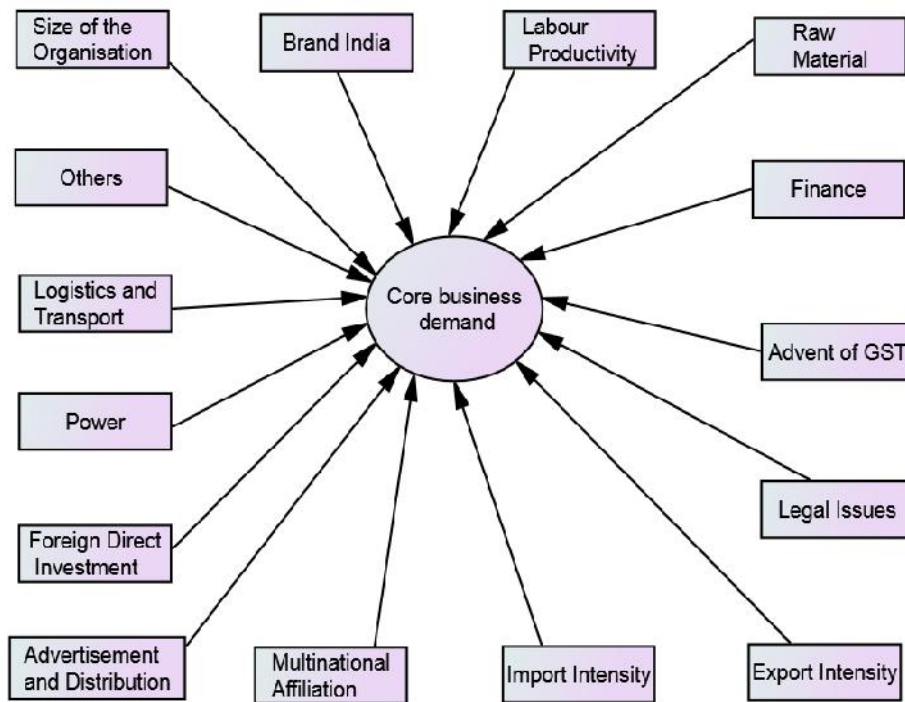 Size of the
Organisation
Brand India
Labour
Productivity
Raw
Material
Others
Finance
Logistics and
Transport
Core business
demand
Advent of GST
Power
Legal Issues
Foreign Direct
Investment
Advertisement
and Distribution
Multinational
Affiliation
Import Intensity
Export Intensity